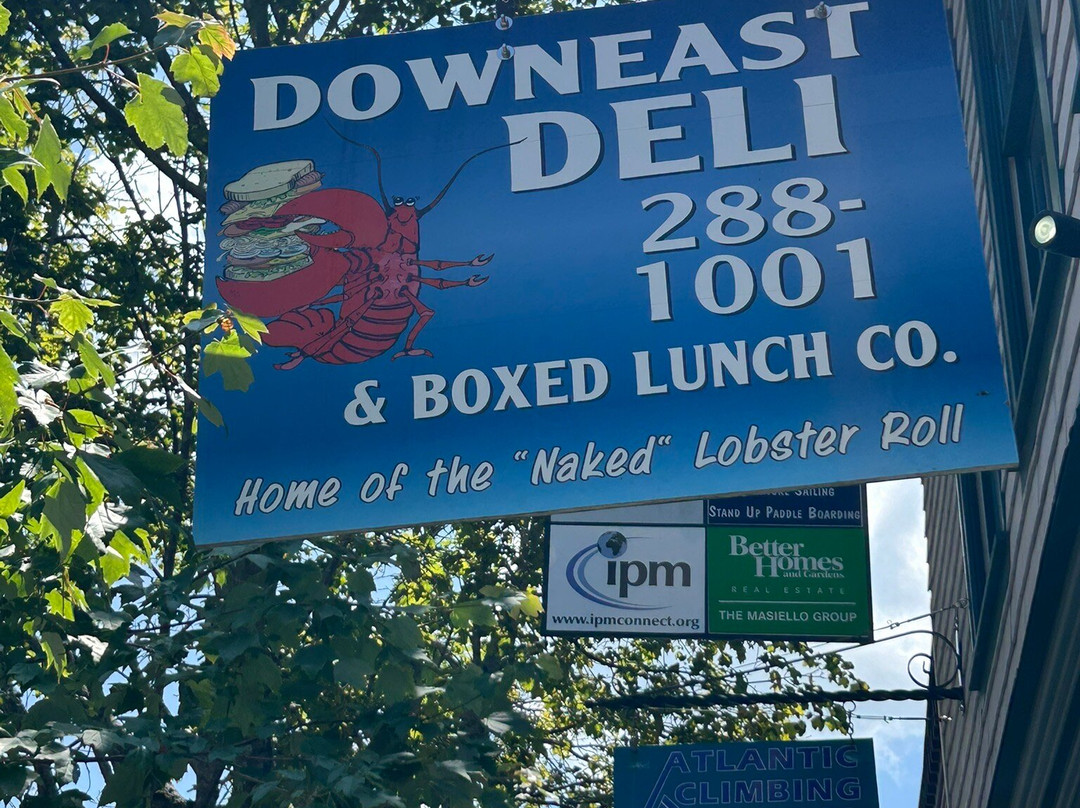 DOWNEAST
DELI
288-
1001
& BOXED LUNCH CO.
Home of the "Naked" Lobster Roll
SAILING
STAND UP PADDLE BOARDING
ipm
www.ipmconnect.org
Better
Homes
and Gardens
REAL ESTATE
THE MASIELLO GROUP
ATLANTIC
CLIMBING